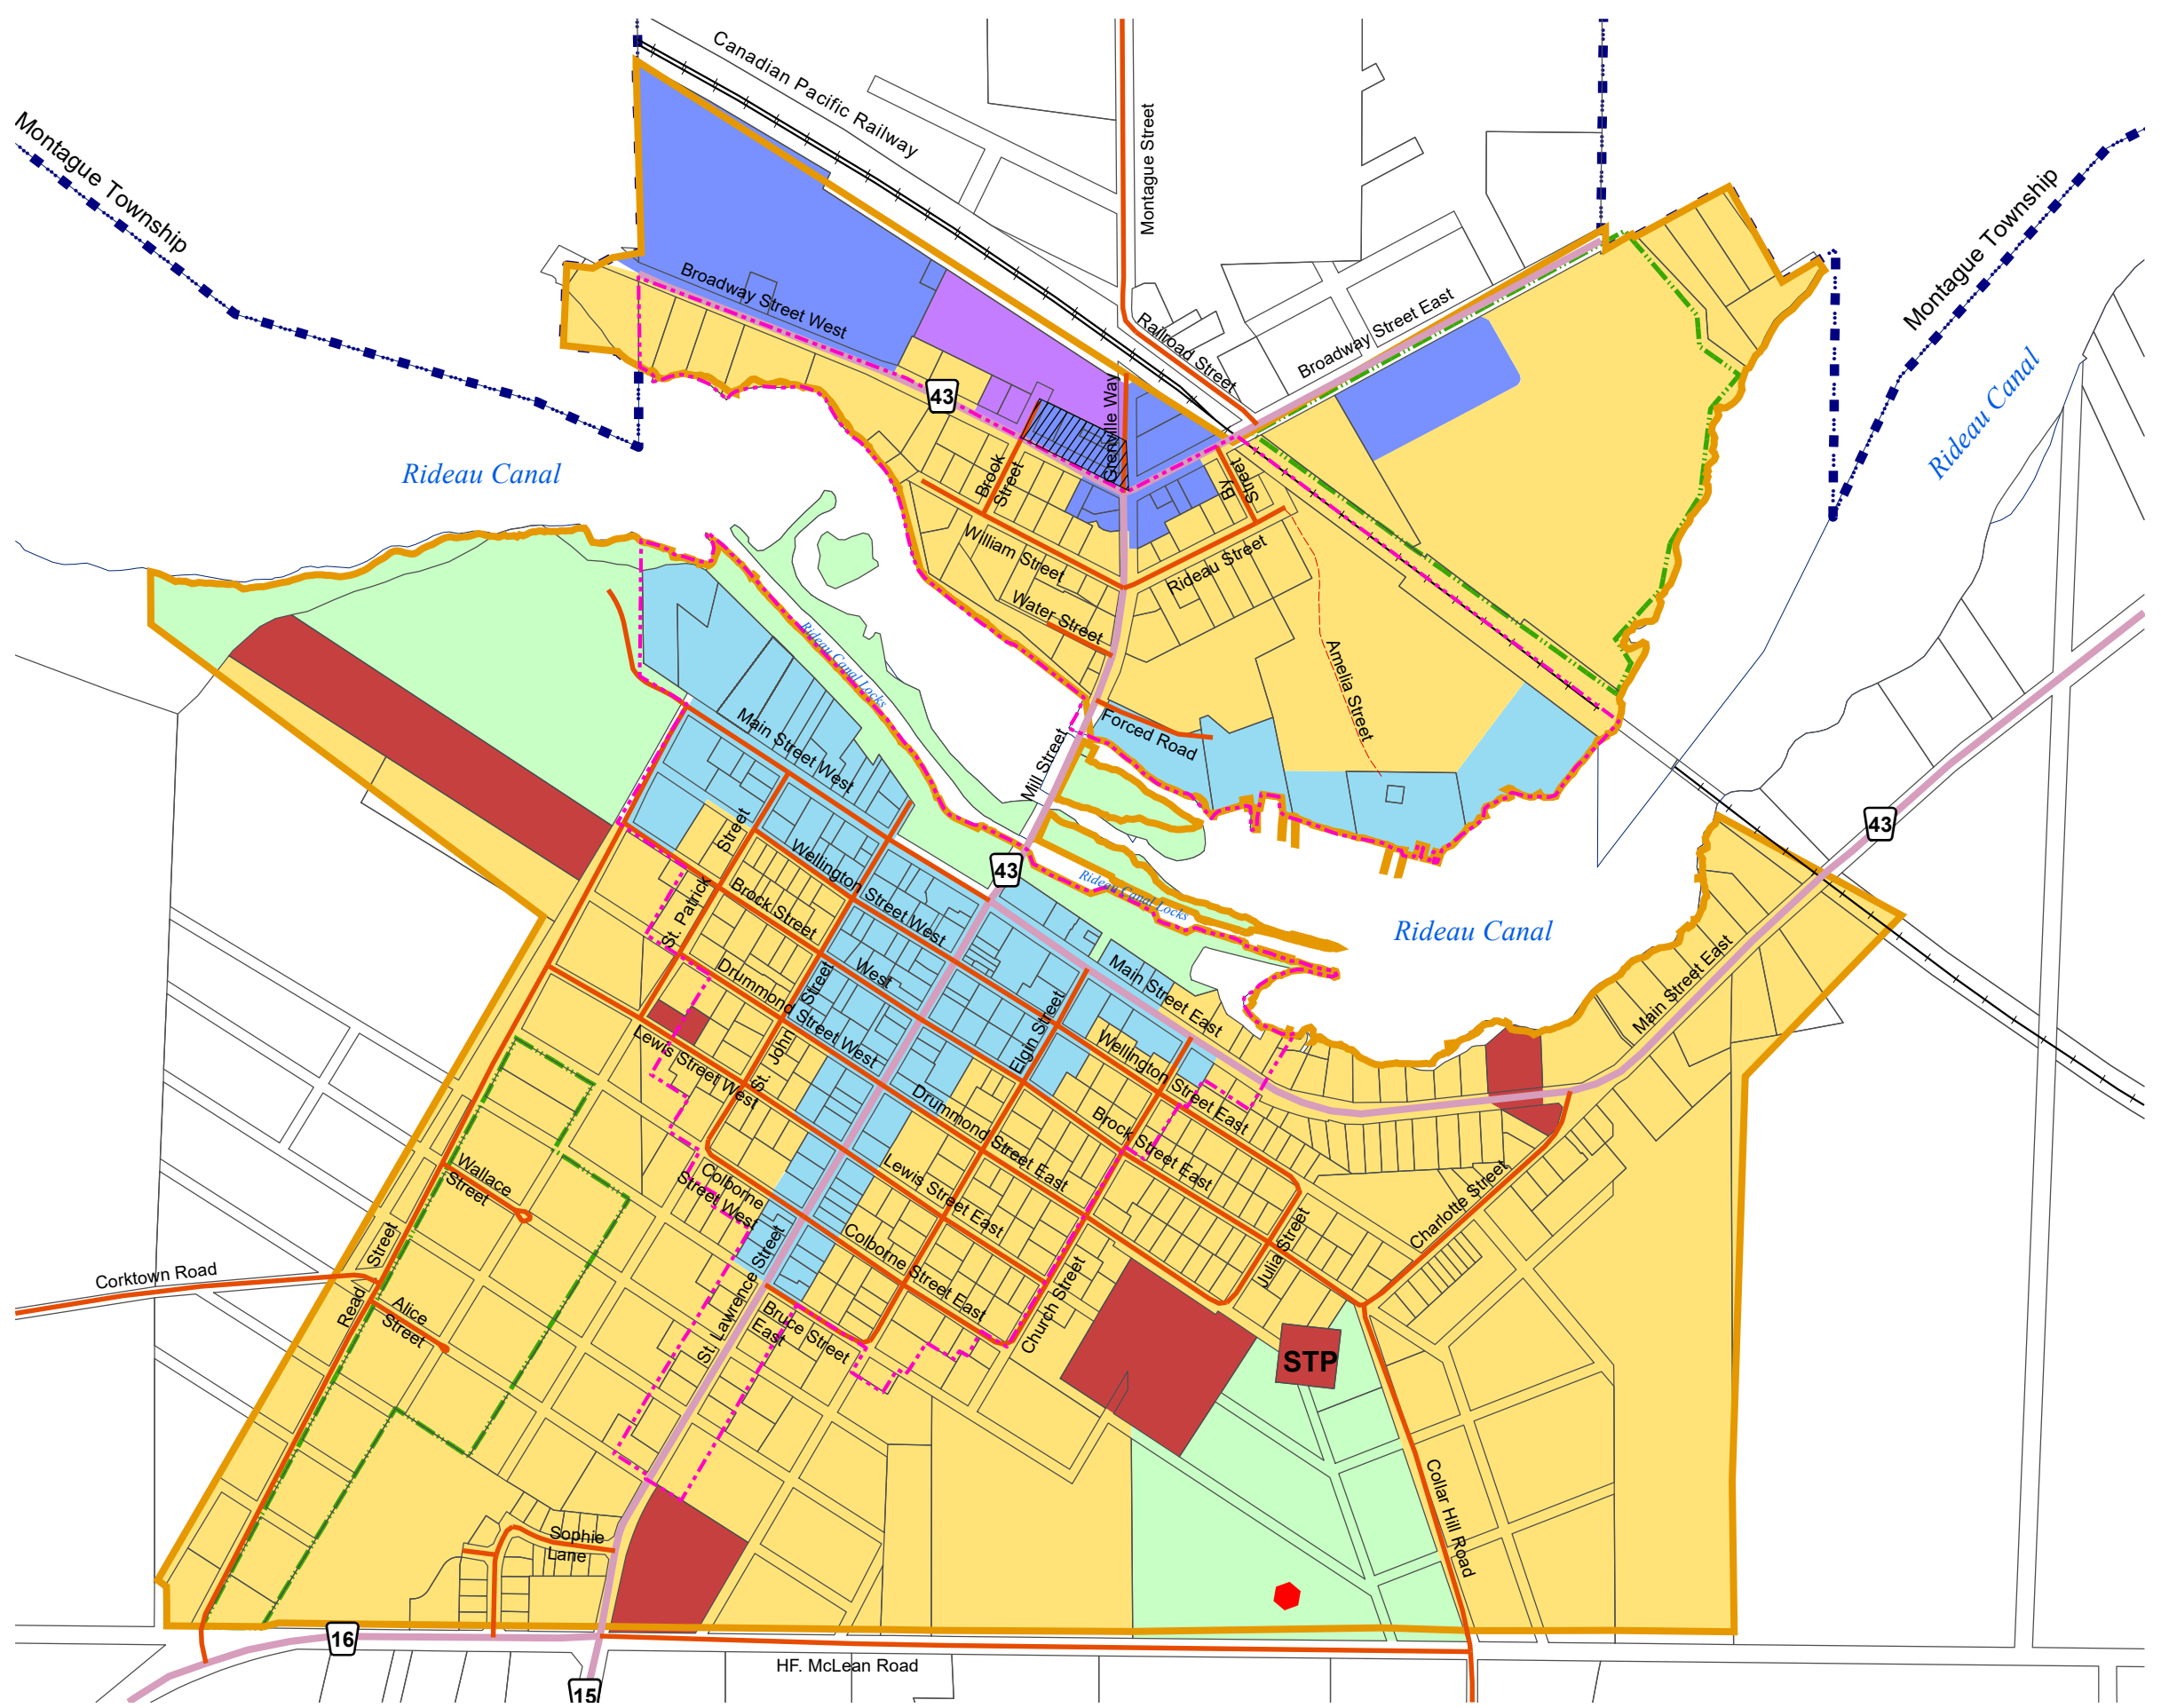 Canadian Pacific Railway
Montague Street
Montague Township
Montague Township
Railroad Street
Broadway Street East
Broadway Street West
43
Glenville Way
Rideau Canal
Rideau Canal
Brook
Street
By
Street
William Street
Rideau Street
Water Street
Amelia Street
Rideau Canal Locks
Forced Road
Mill Street
Main Street West
43
43
Street
St. Patrick
Wellington
Street West
Brock Street
West
Rideau Canal Locks
Rideau Canal
Main Street East
Main Street East
Drummond
Street West
Street
St. John
Elgin Street
Wellington
Street East
Lewis Street West
Drummond
Street East
Brock
Street East
Wallace
Street
Colborne
Street West
Lewis Street East
Charlotte Street
Colborne
Street East
Julia Street
Church Street
Corktown Road
Street
Read
Alice
Street
St. Lawrence Street
Bruce Street
East
STP
Collar Hill Road
Sophie
Lane
16
HF. McLean Road
15